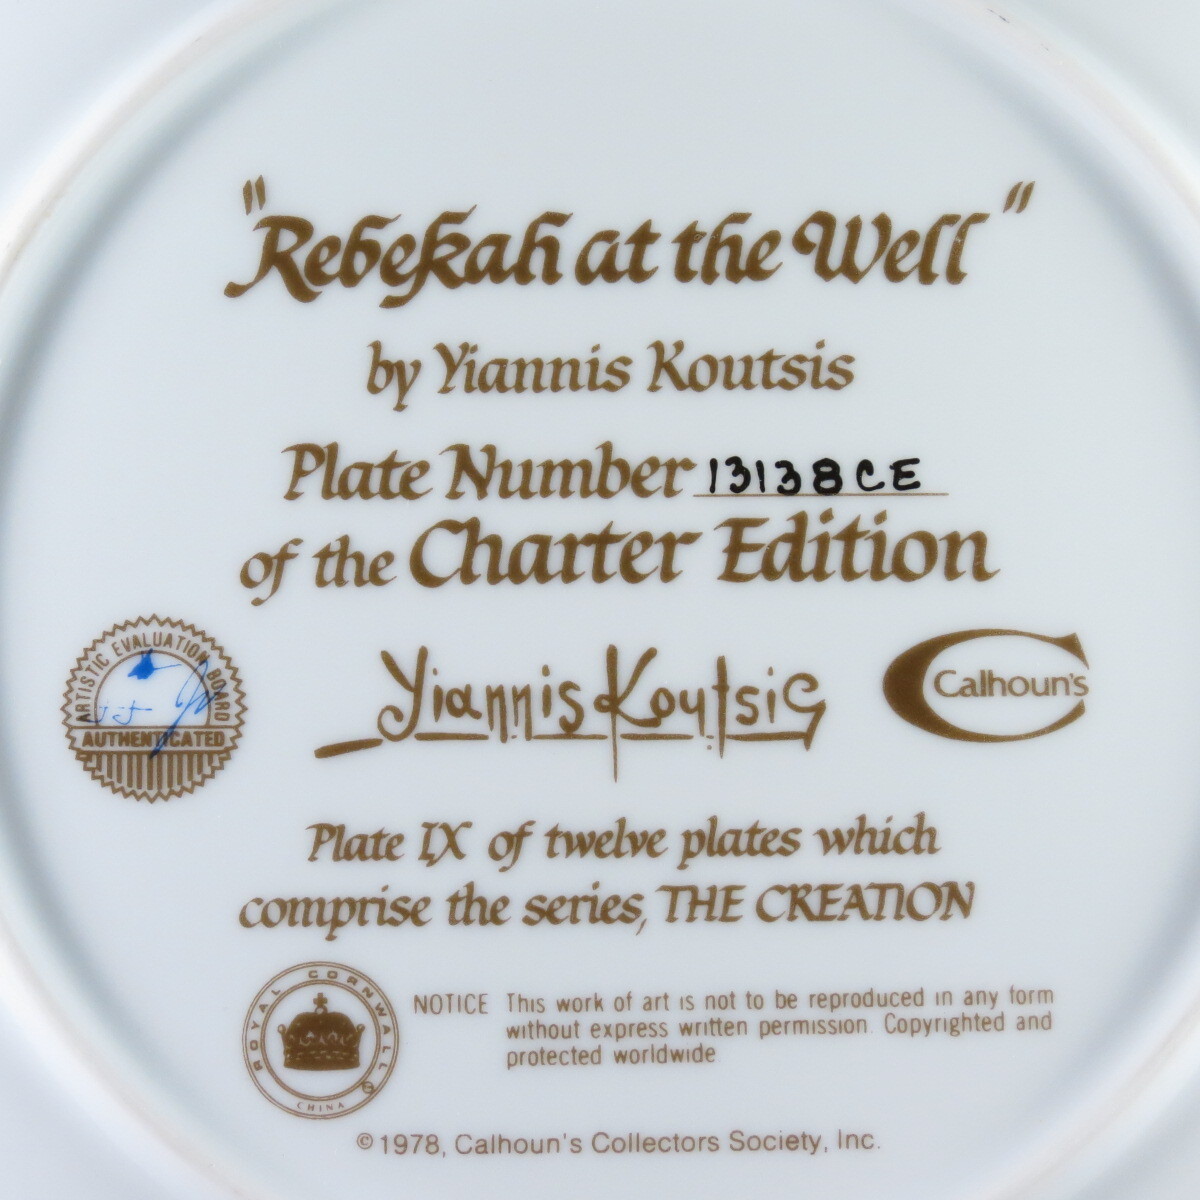 "Rebekah at the Well"
by Yiannis Koutsis
Plate Number 13138CE
of the Charter Edition
ARTISTIC EVALUATION BOARD
AUTHENTICATED
Yiannis Koutsis
Calhoun's
Plate IX of twelve plates which
comprise the series, THE CREATION
ROYAL CORNWALL
CHINA
NOTICE This work of art is not to be reproduced in any form
without express written permission. Copyrighted and
protected worldwide.
© 1978, Calhoun's Collectors Society, Inc.